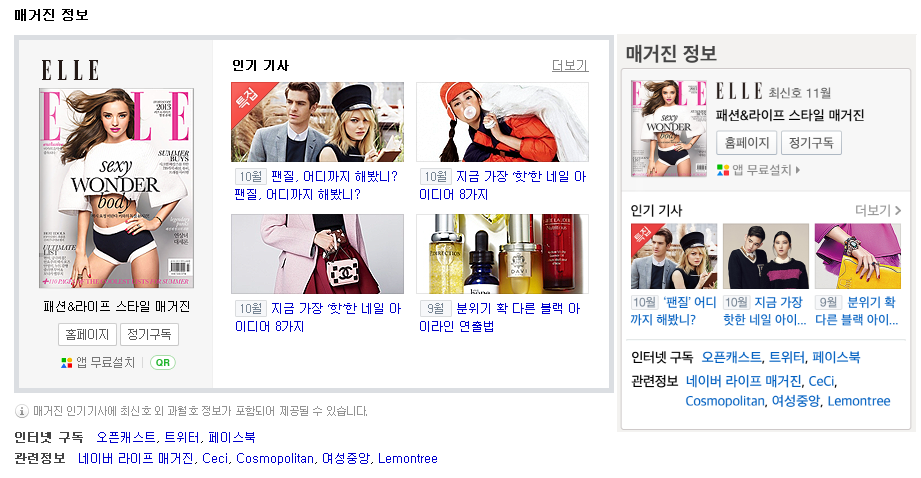 매거진 정보
ELLE
ELLE
2013
SUMMER
BUYS
sexy
WONDER
body
ULTIMATE
LIST
패션&라이프 스타일 매거진
홈페이지
정기구독
앱 무료설치
QR
인기 기사
더보기
특집
10월 팬질, 어디까지 해봤니?
팬질, 어디까지 해봤니?
10월 지금 가장 '핫'한 네일 아
이디어 8가지
10월 지금 가장 '핫'한 네일 아
이디어 8가지
9월 분위기 확 다른 블랙 아
이라인 연출법
매거진 인기기사에 최신호 외 과월호 정보가 포함되어 제공될 수 있습니다.
인터넷 구독 오픈캐스트, 트위터, 페이스북
관련정보 네이버 라이프 매거진, Ceci, Cosmopolitan, 여성중앙, Lemontree
매거진 정보
ELLE
sexy
WONDER
body
ELLE 최신호 11월
패션&라이프 스타일 매거진
홈페이지
정기구독
앱 무료설치
인기 기사
더보기
특집
10월 '팬질' 어디
까지 해봤니?
10월 지금 가장
핫한 네일 아이...
9월 분위기 확
다른 블랙 아이...
인터넷 구독 오픈캐스트, 트위터, 페이스북
관련정보 네이버 라이프 매거진, CeCi,
Cosmopolitan, 여성중앙, Lemontree